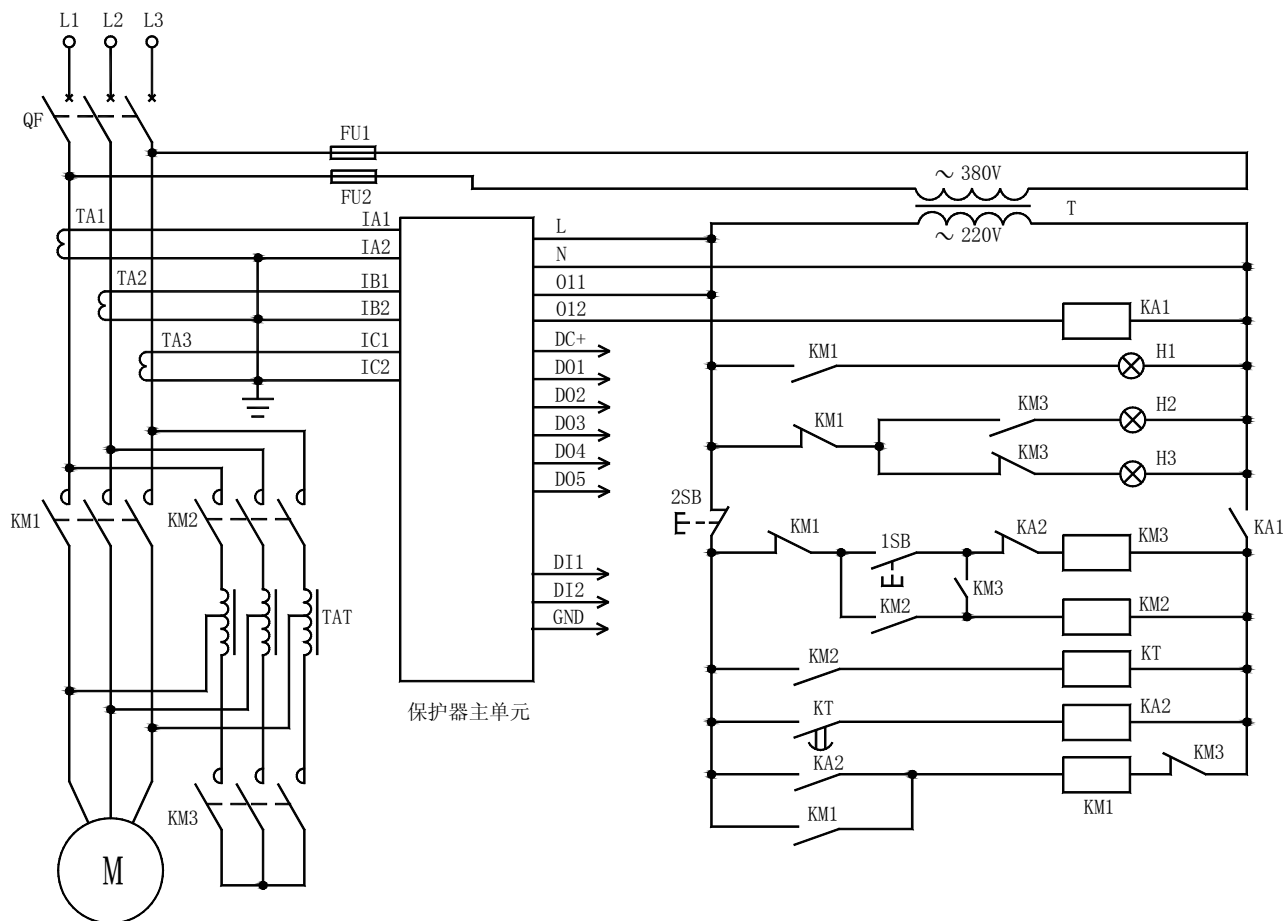 L1 L2 L3
QF
FU1
FU2
～380V
T
～220V
TA1
IA1
IA2
TA2
IB1
IB2
TA3
IC1
IC2
L
N
O11
O12
DC+
DO1
DO2
DO3
DO4
DO5
DI1
DI2
GND
保护器主单元
KA1
KM1
H1
KM1
KM3
H2
KM3
H3
2SB
KM1
1SB
KA2
KM3
KA1
KM3
KM2
KM2
KM2
KT
KT
KA2
KA2
KM3
KM1
KM1
KM1
KM2
TAT
KM3
M